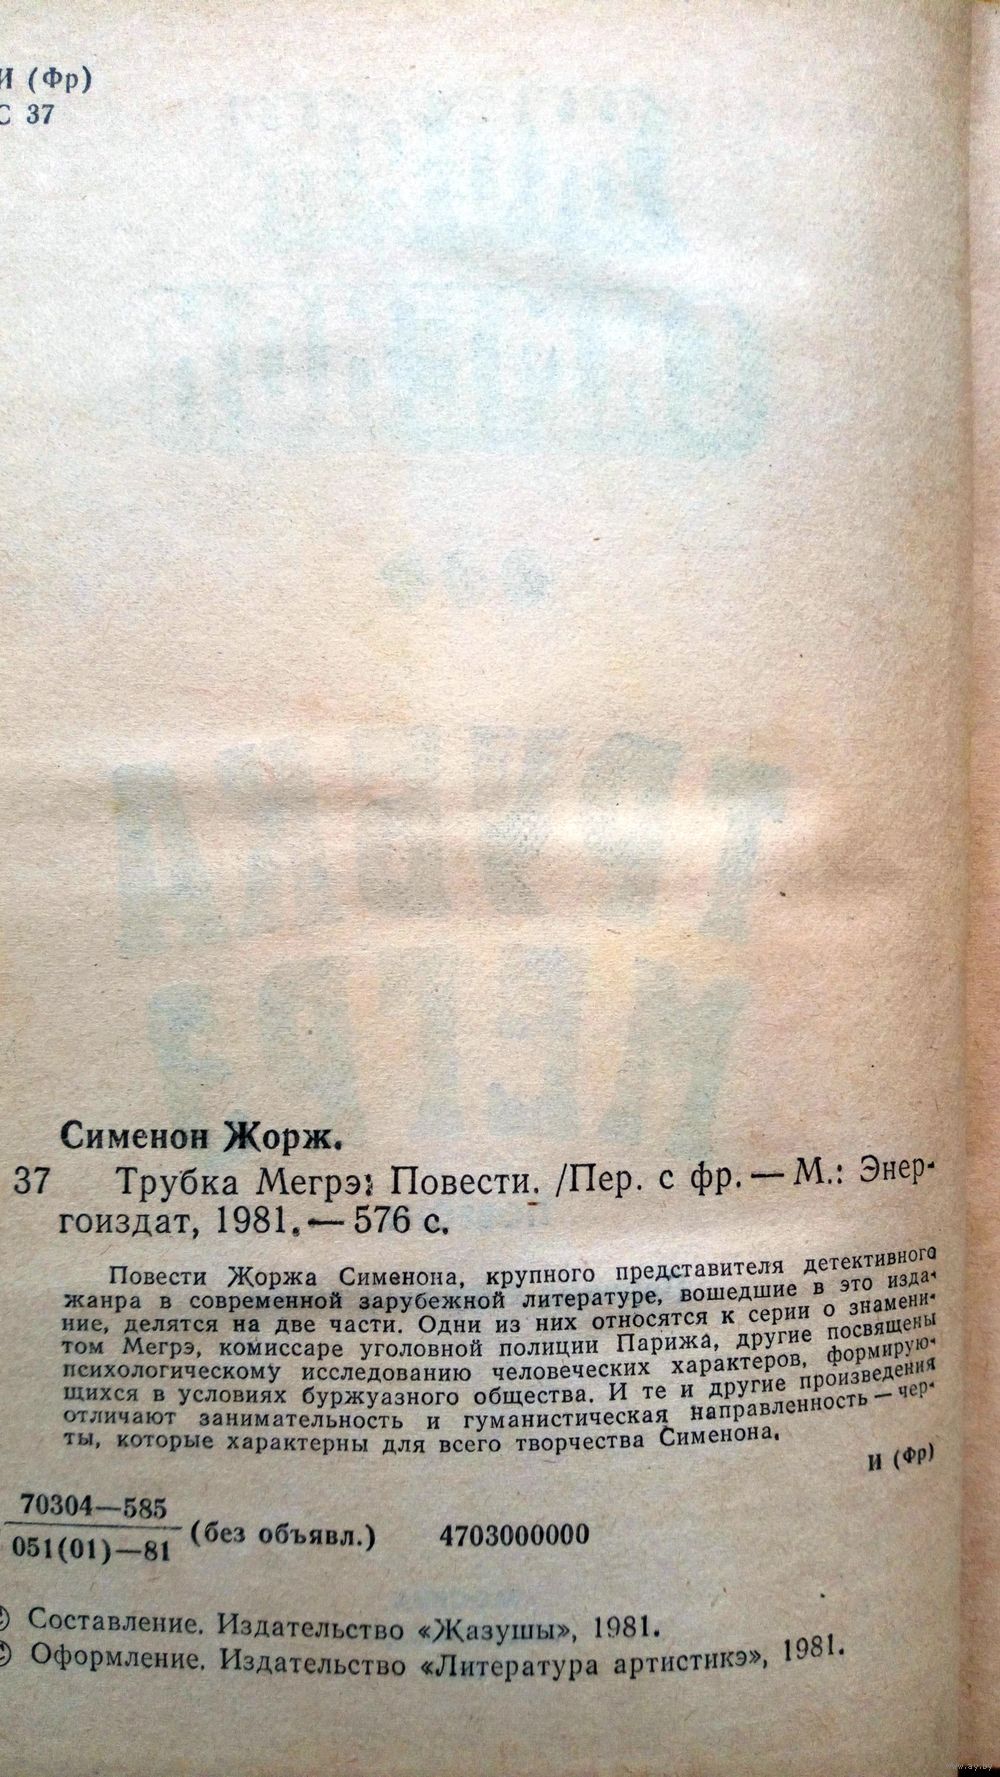 И (Фр)
С 37
Сименон Жорж.
37 Трубка Мегрэ: Повести. /Пер. с фр. — М.: Энер-
гоиздат, 1981. — 576 с.
Повести Жоржа Сименона, крупного представителя детективного
жанра в современной зарубежной литературе, вошедшие в это изда-
ние, делятся на две части. Одни из них относятся к серии о знамени-
том Мегрэ, комиссаре уголовной полиции Парижа, другие посвящены
психологическому исследованию человеческих характеров, формирую-
щихся в условиях буржуазного общества. И те и другие произведения
отличают занимательность и гуманистическая направленность — чер-
ты, которые характерны для всего творчества Сименона.
И (Фр)
70304—585
051(01)—81 (без объявл.) 4703000000
© Составление. Издательство «Жазушы», 1981.
© Оформление. Издательство «Литература артистикэ», 1981.
www.ay.by